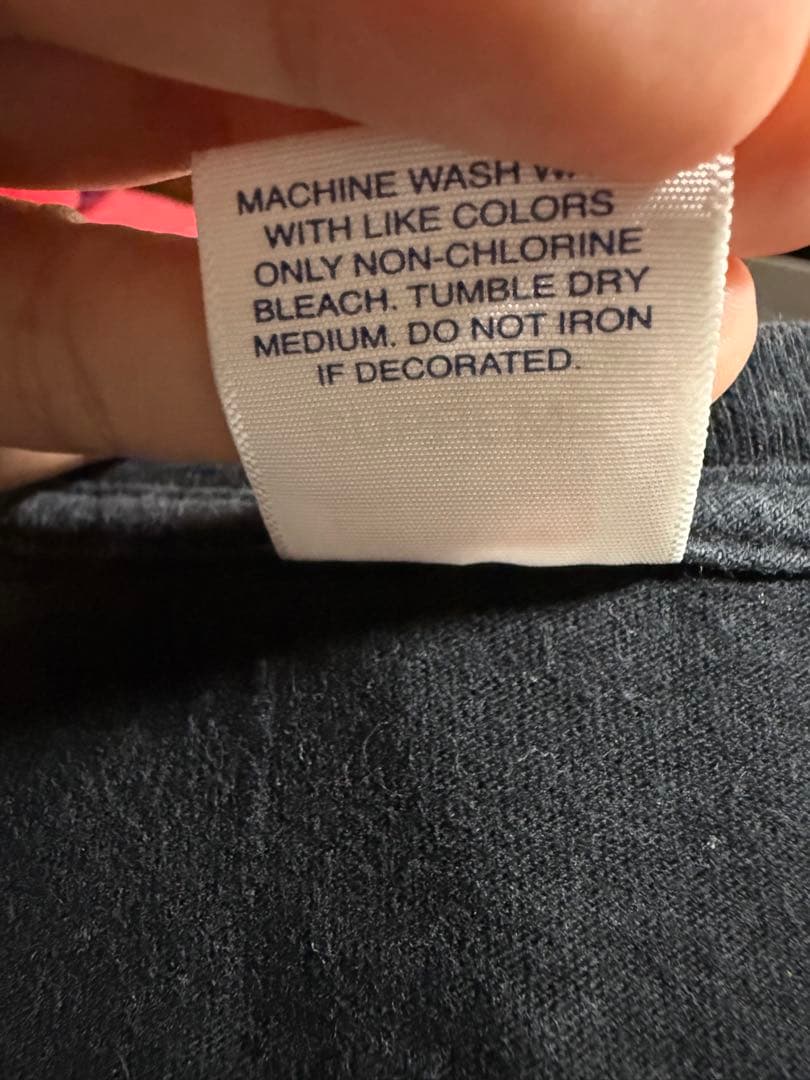 MACHINE WASH
WITH LIKE COLORS
ONLY NON-CHLORINE
BLEACH. TUMBLE DRY
MEDIUM. DO NOT IRON
IF DECORATED.